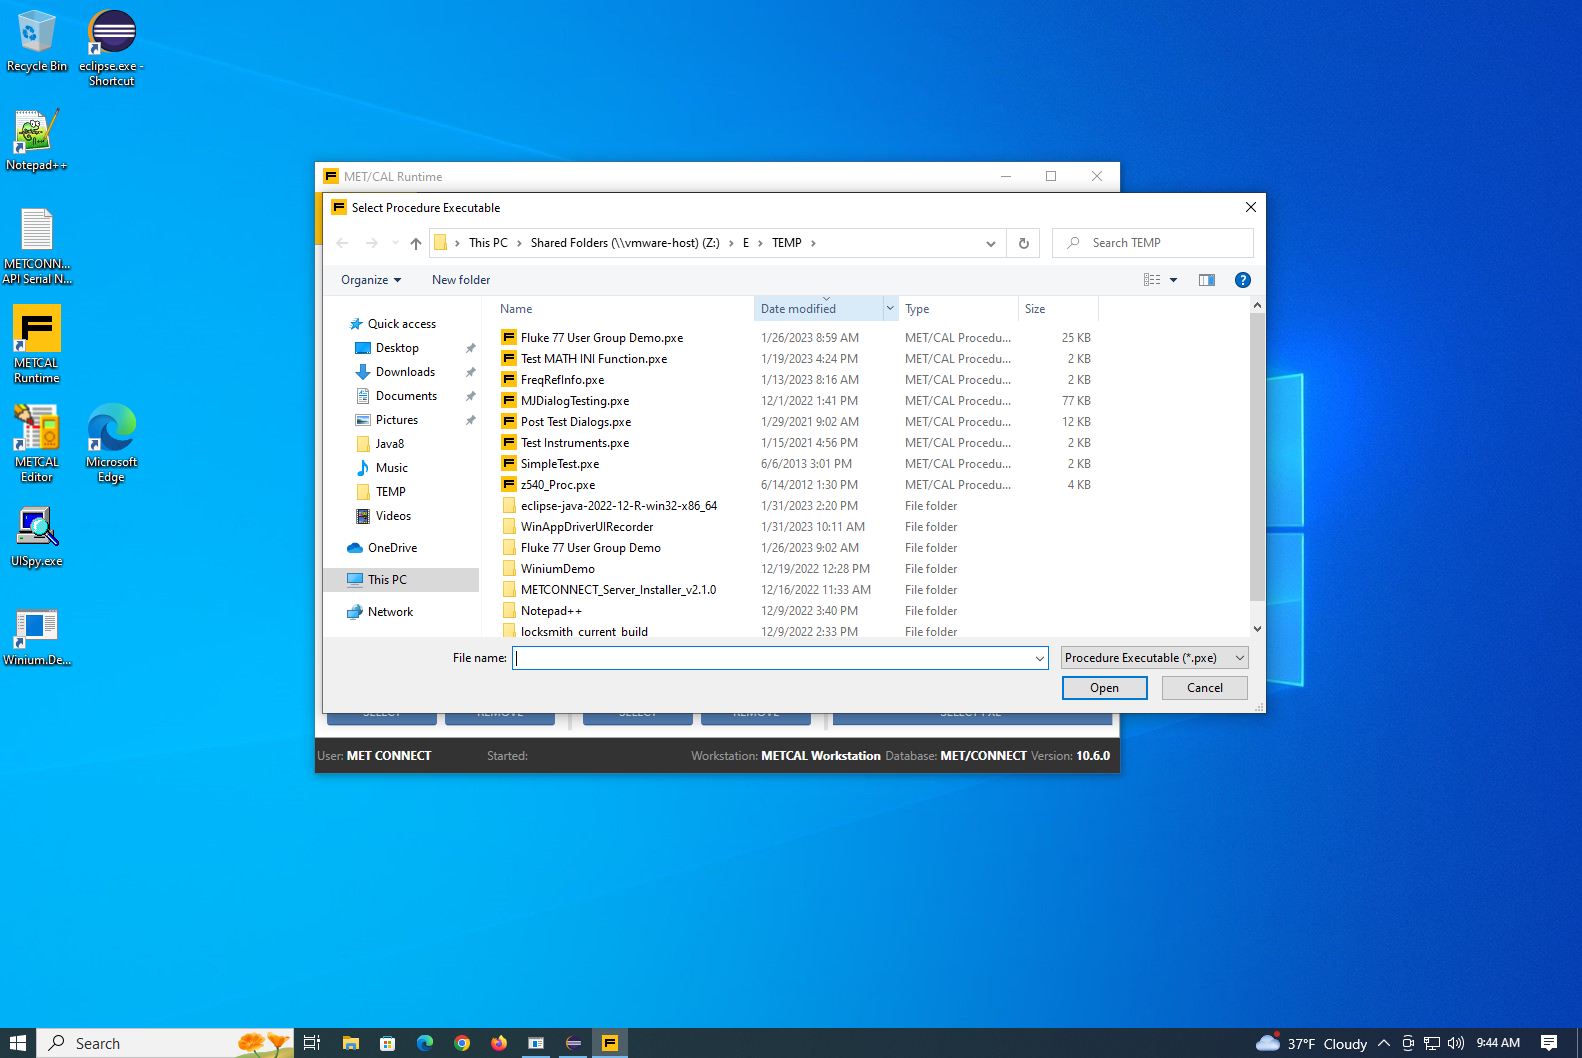 Recycle Bin
eclipse.exe -
Shortcut
Notepad++
METCONN...
API Serial N...
METCAL
Runtime
METCAL
Editor
Microsoft
Edge
UISpy.exe
Winium.De...
MET/CAL Runtime
Select Procedure Executable
This PC
Shared Folders (\\vmware-host) (Z:)
E
TEMP
Search TEMP
Organize
New folder
Quick access
Desktop
Downloads
Documents
Pictures
Java8
Music
TEMP
Videos
OneDrive
This PC
Network
Name Date modified Type Size
Fluke 77 User Group Demo.pxe 1/26/2023 8:59 AM MET/CAL Procedu... 25 KB
Test MATH INI Function.pxe 1/19/2023 4:24 PM MET/CAL Procedu... 2 KB
FreqRefInfo.pxe 1/13/2023 8:16 AM MET/CAL Procedu... 2 KB
MJDialogTesting.pxe 12/1/2022 1:41 PM MET/CAL Procedu... 77 KB
Post Test Dialogs.pxe 1/29/2021 9:02 AM MET/CAL Procedu... 12 KB
Test Instruments.pxe 1/15/2021 4:56 PM MET/CAL Procedu... 2 KB
SimpleTest.pxe 6/6/2013 3:01 PM MET/CAL Procedu... 2 KB
z540_Proc.pxe 6/14/2012 1:30 PM MET/CAL Procedu... 4 KB
eclipse-java-2022-12-R-win32-x86_64 1/31/2023 2:20 PM File folder
WinAppDriverUIRecorder 1/31/2023 10:11 AM File folder
Fluke 77 User Group Demo 1/26/2023 9:02 AM File folder
WiniumDemo 12/19/2022 12:28 PM File folder
METCONNECT_Server_Installer_v2.1.0 12/16/2022 11:33 AM File folder
Notepad++ 12/9/2022 3:40 PM File folder
locksmith_current_build 12/9/2022 2:33 PM File folder
File name:
Procedure Executable (*.pxe)
Open Cancel
SELECT REMOVE SELECT REMOVE SELECT PXE
User: MET CONNECT Started: Workstation: METCAL Workstation Database: MET/CONNECT Version: 10.6.0
Search
37°F Cloudy
9:44 AM